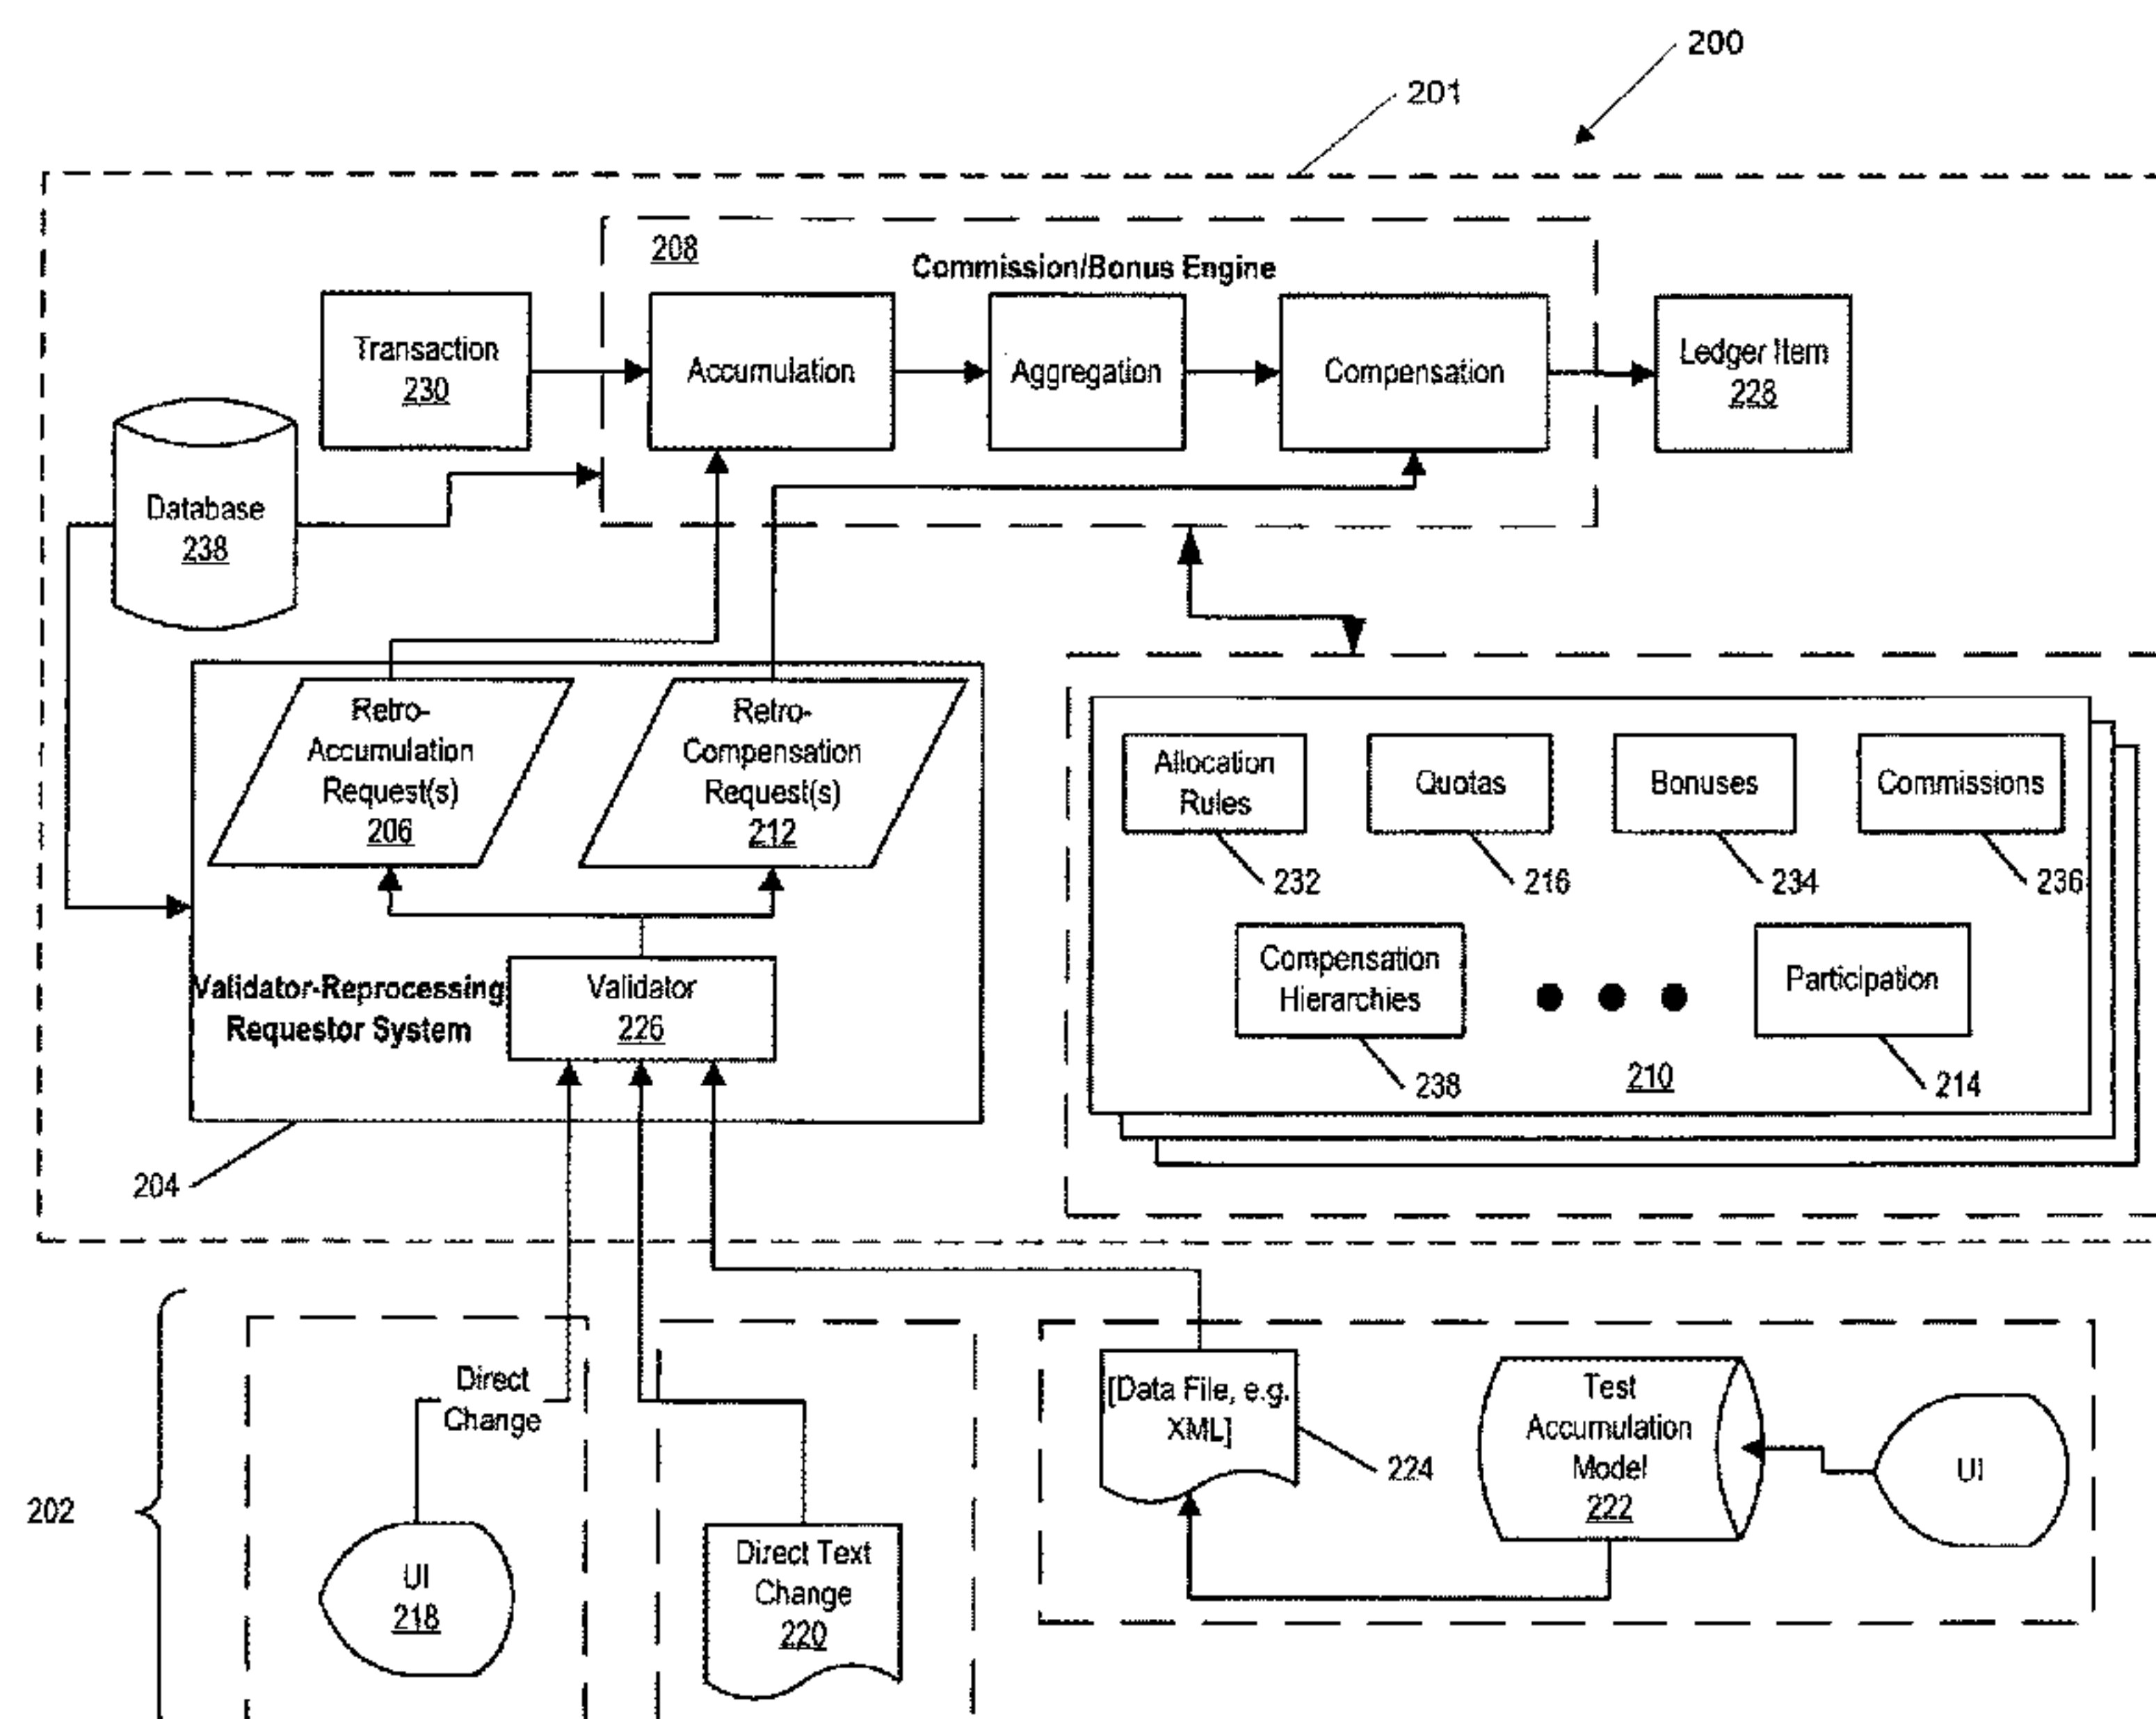 200
201
208
Commission/Bonus Engine
Transaction
230
Accumulation
Aggregation
Compensation
Ledger Item
228
Database
238
Retro-
Accumulation
Request(s)
206
Retro-
Compensation
Request(s)
212
Validator-Reprocessing
Requestor System
Validator
226
204
Allocation
Rules
232
Quotas
216
Bonuses
234
Commissions
236
Compensation
Hierarchies
238
210
Participation
214
202
Direct
Change
UI
218
Direct Text
Change
220
[Data File, e.g.
XML]
224
Test
Accumulation
Model
222
UI